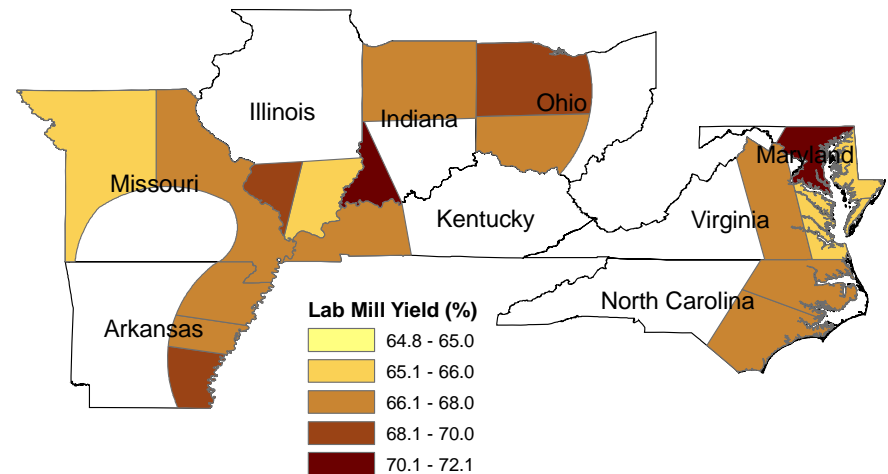 Illinois
Indiana
Ohio
Missouri
Maryland
Kentucky
Virginia
Arkansas
North Carolina
Lab Mill Yield (%)
64.8 - 65.0
65.1 - 66.0
66.1 - 68.0
68.1 - 70.0
70.1 - 72.1